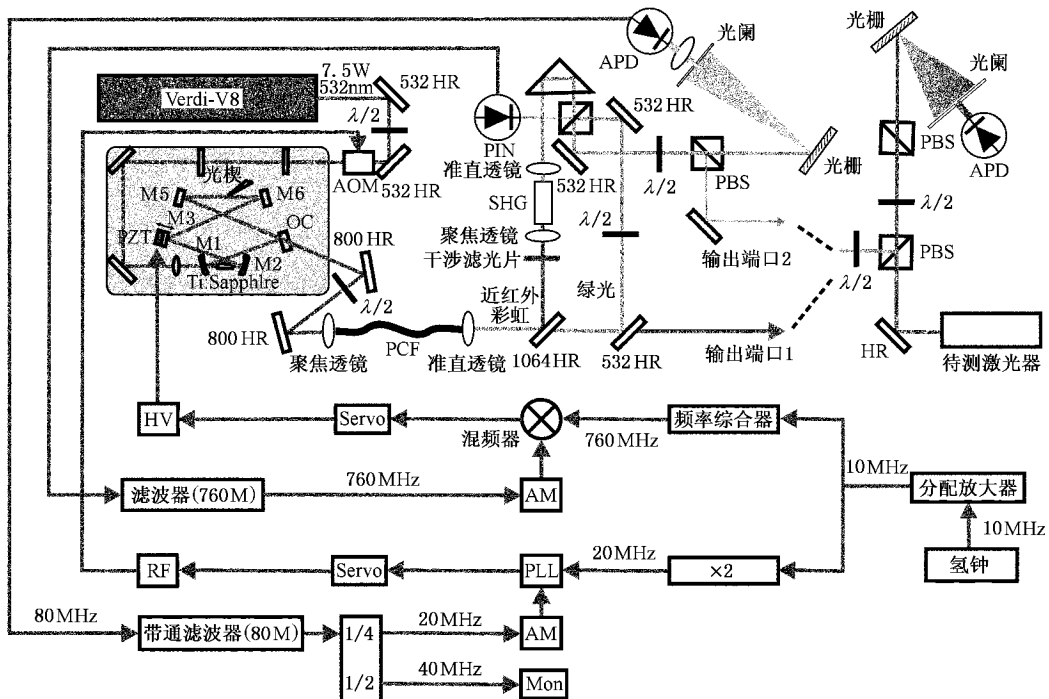 光栅
光阑
APD
光阑
光栅
PBS
APD
7.5W
532nm
532 HR
Verdi-V8
λ/2
PIN
532 HR
AOM
532 HR
准直透镜
532 HR
λ/2
PBS
光楔
M5
M6
M3
OC
PZT
M1
M2
Ti:Sapphire
SHG
聚焦透镜
干涉滤光片
λ/2
λ/2
PBS
λ/2
800 HR
λ/2
800 HR
聚焦透镜
PCF
准直透镜
近红外
彩虹
1064 HR
绿光
532 HR
输出端口2
输出端口1
HR
待测激光器
HV
Servo
混频器
760 MHz
频率综合器
滤波器(760M)
760 MHz
AM
10 MHz
分配放大器
10 MHz
氢钟
RF
Servo
PLL
20 MHz
×2
80 MHz
带通滤波器(80M)
1/4
20 MHz
AM
1/2
40 MHz
Mon